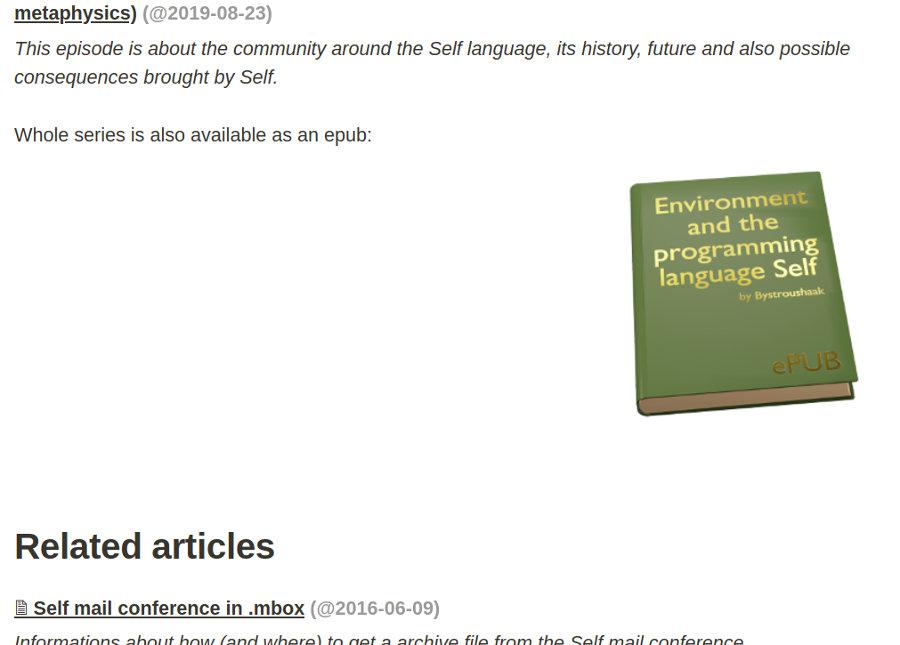 metaphysics) (@2019-08-23)
This episode is about the community around the Self language, its history, future and also possible
consequences brought by Self.
Whole series is also available as an epub:
Environment
and the
programming
language Self
by Bystroushaak
ePUB
Related articles
Self mail conference in .mbox (@2016-06-09)
Informations about how (and where) to get a archive file from the Self mail conference